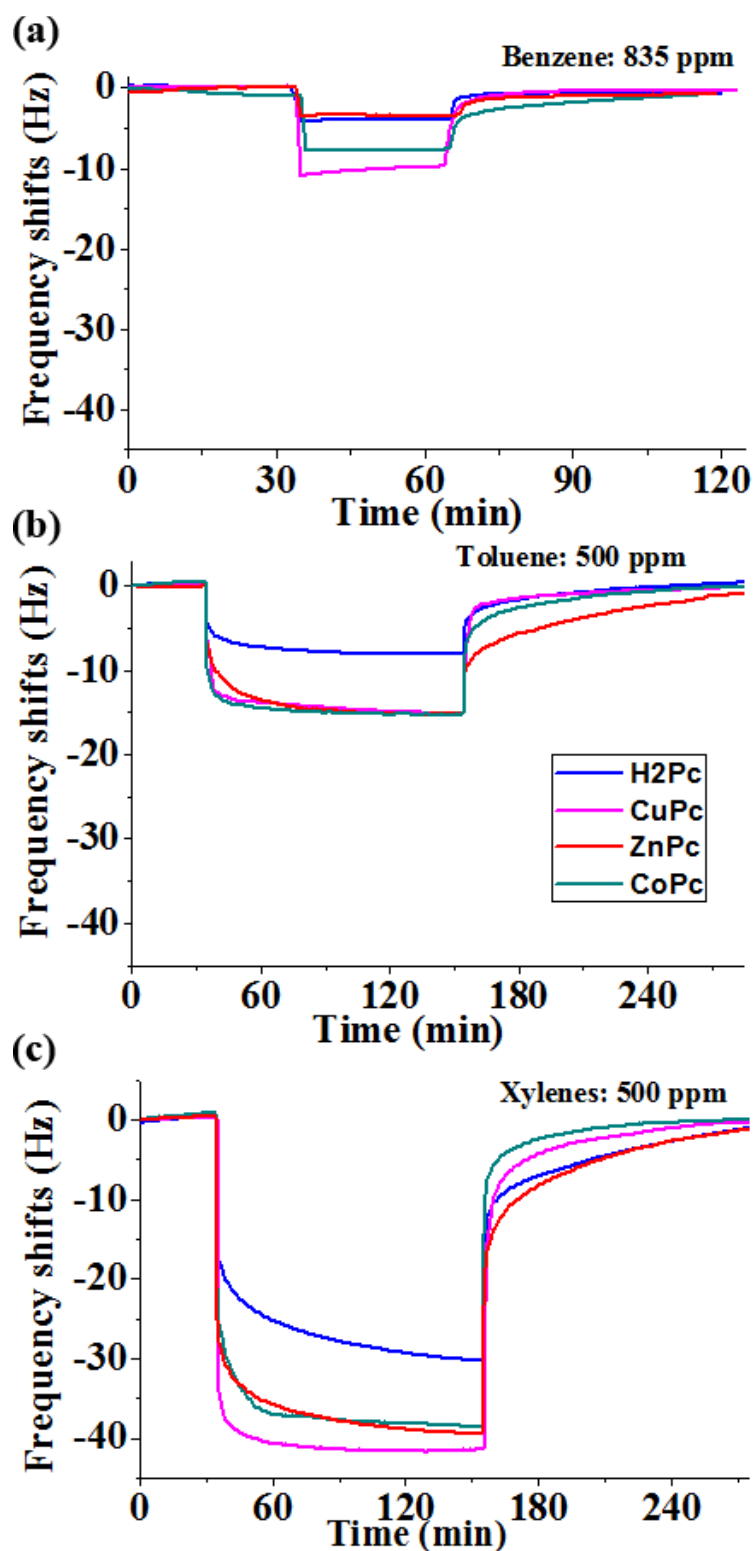 (a)
Benzene: 835 ppm
Frequency shifts (Hz)
0
-10
-20
-30
-40
0 30 60 90 120
Time (min)
(b)
Toluene: 500 ppm
Frequency shifts (Hz)
0
-10
-20
-30
-40
H2Pc
CuPc
ZnPc
CoPc
0 60 120 180 240
Time (min)
(c)
Xylenes: 500 ppm
Frequency shifts (Hz)
0
-10
-20
-30
-40
0 60 120 180 240
Time (min)